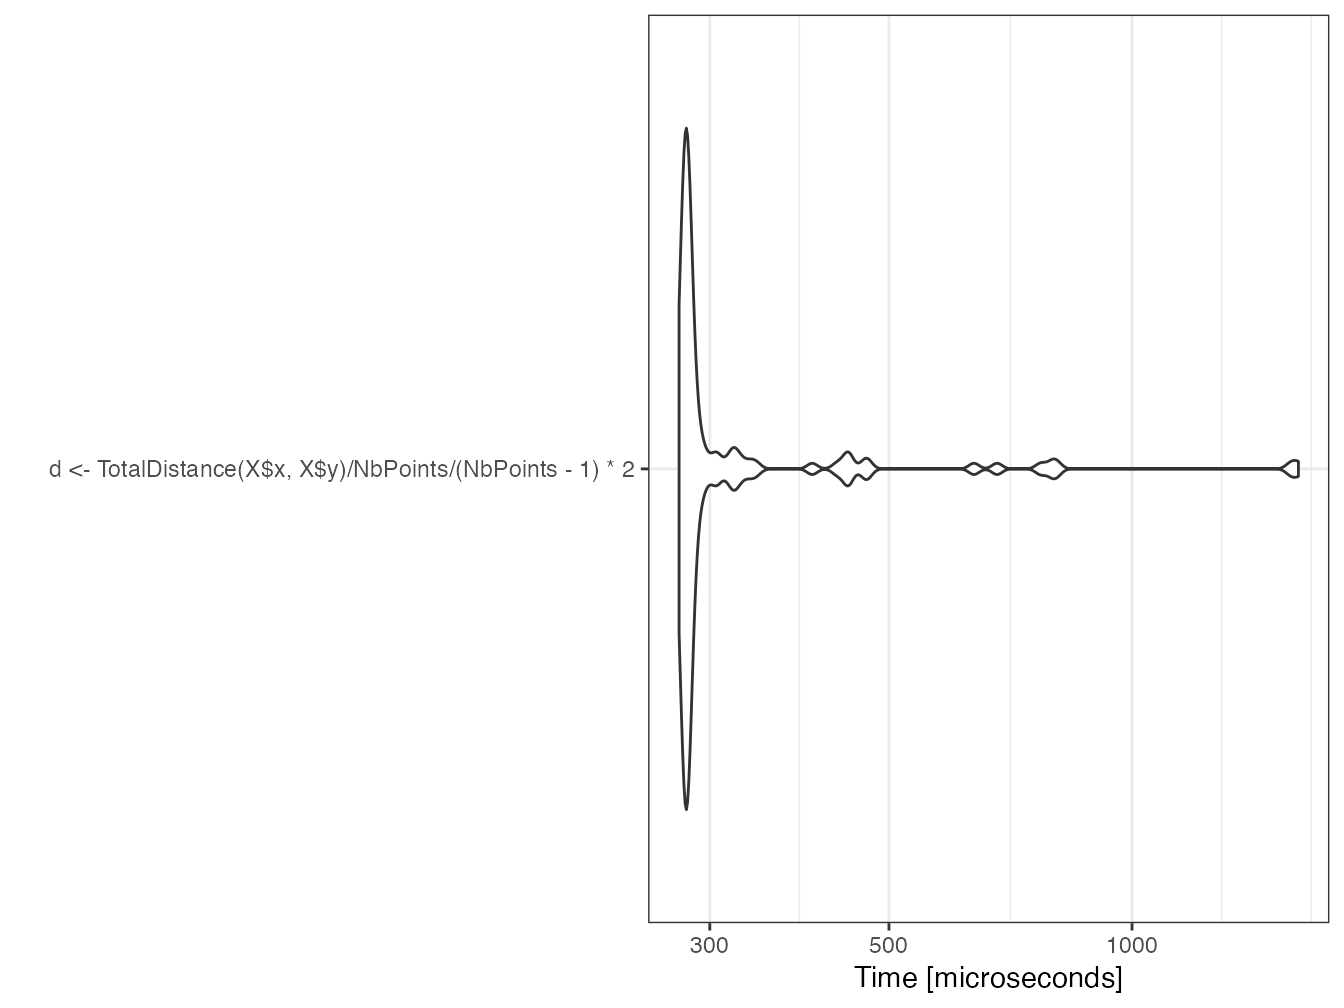 d <- TotalDistance(X$x, X$y)/NbPoints/(NbPoints - 1) * 2
300 500 1000
Time [microseconds]